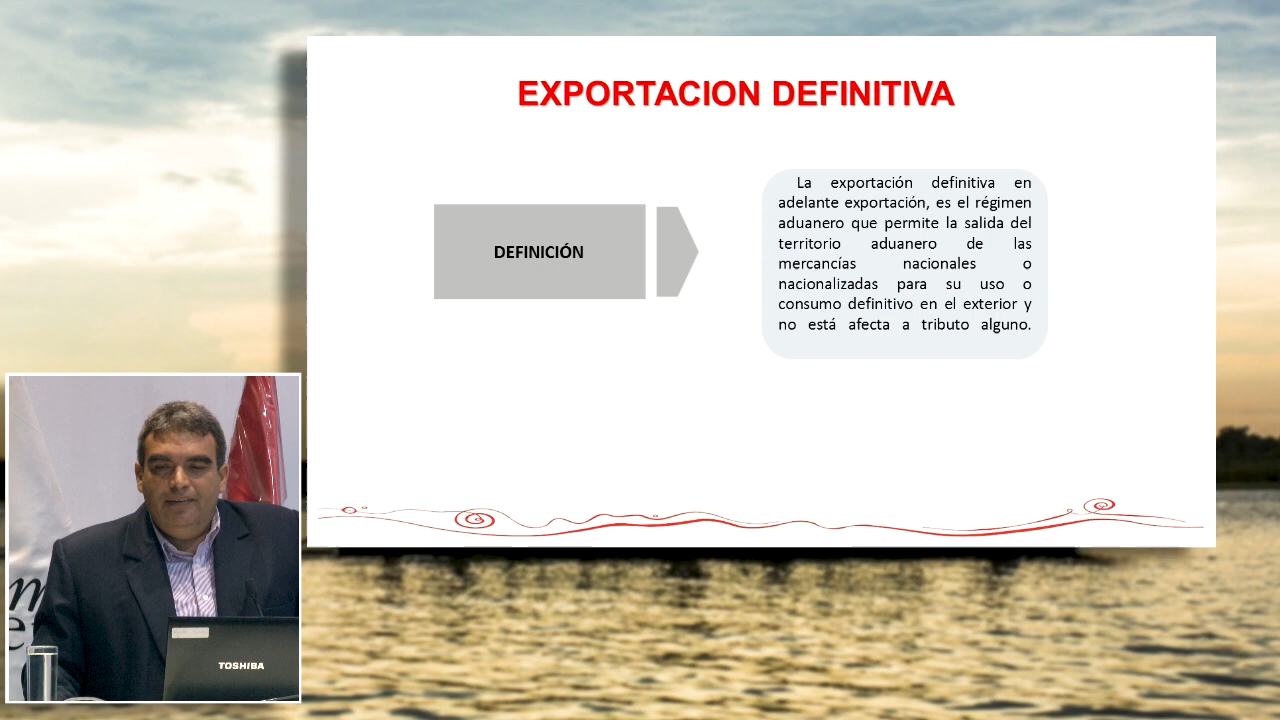 EXPORTACION DEFINITIVA
DEFINICIÓN
La exportación definitiva en
adelante exportación, es el régimen
aduanero que permite la salida del
territorio aduanero de las
mercancías nacionales o
nacionalizadas para su uso o
consumo definitivo en el exterior y
no está afecta a tributo alguno.
TOSHIBA